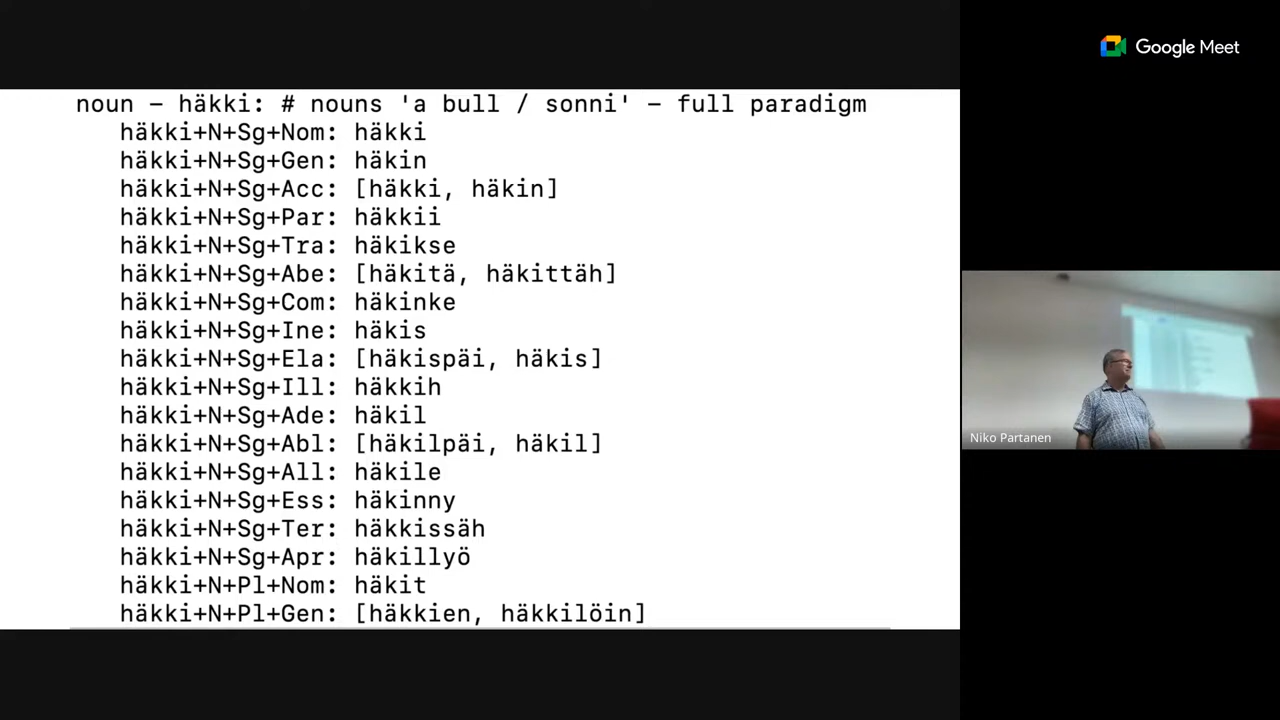 Google Meet
noun – häkki: # nouns 'a bull / sonni' – full paradigm
häkki+N+Sg+Nom: häkki
häkki+N+Sg+Gen: häkin
häkki+N+Sg+Acc: [häkki, häkin]
häkki+N+Sg+Par: häkkii
häkki+N+Sg+Tra: häkikse
häkki+N+Sg+Abe: [häkitä, häkittäh]
häkki+N+Sg+Com: häkinke
häkki+N+Sg+Ine: häkis
häkki+N+Sg+Ela: [häkispäi, häkis]
häkki+N+Sg+Ill: häkkih
häkki+N+Sg+Ade: häkil
häkki+N+Sg+Abl: [häkilpäi, häkil]
häkki+N+Sg+All: häkile
häkki+N+Sg+Ess: häkinny
häkki+N+Sg+Ter: häkkissäh
häkki+N+Sg+Apr: häkillyö
häkki+N+Pl+Nom: häkit
häkki+N+Pl+Gen: [häkkien, häkkilöin]
Niko Partanen